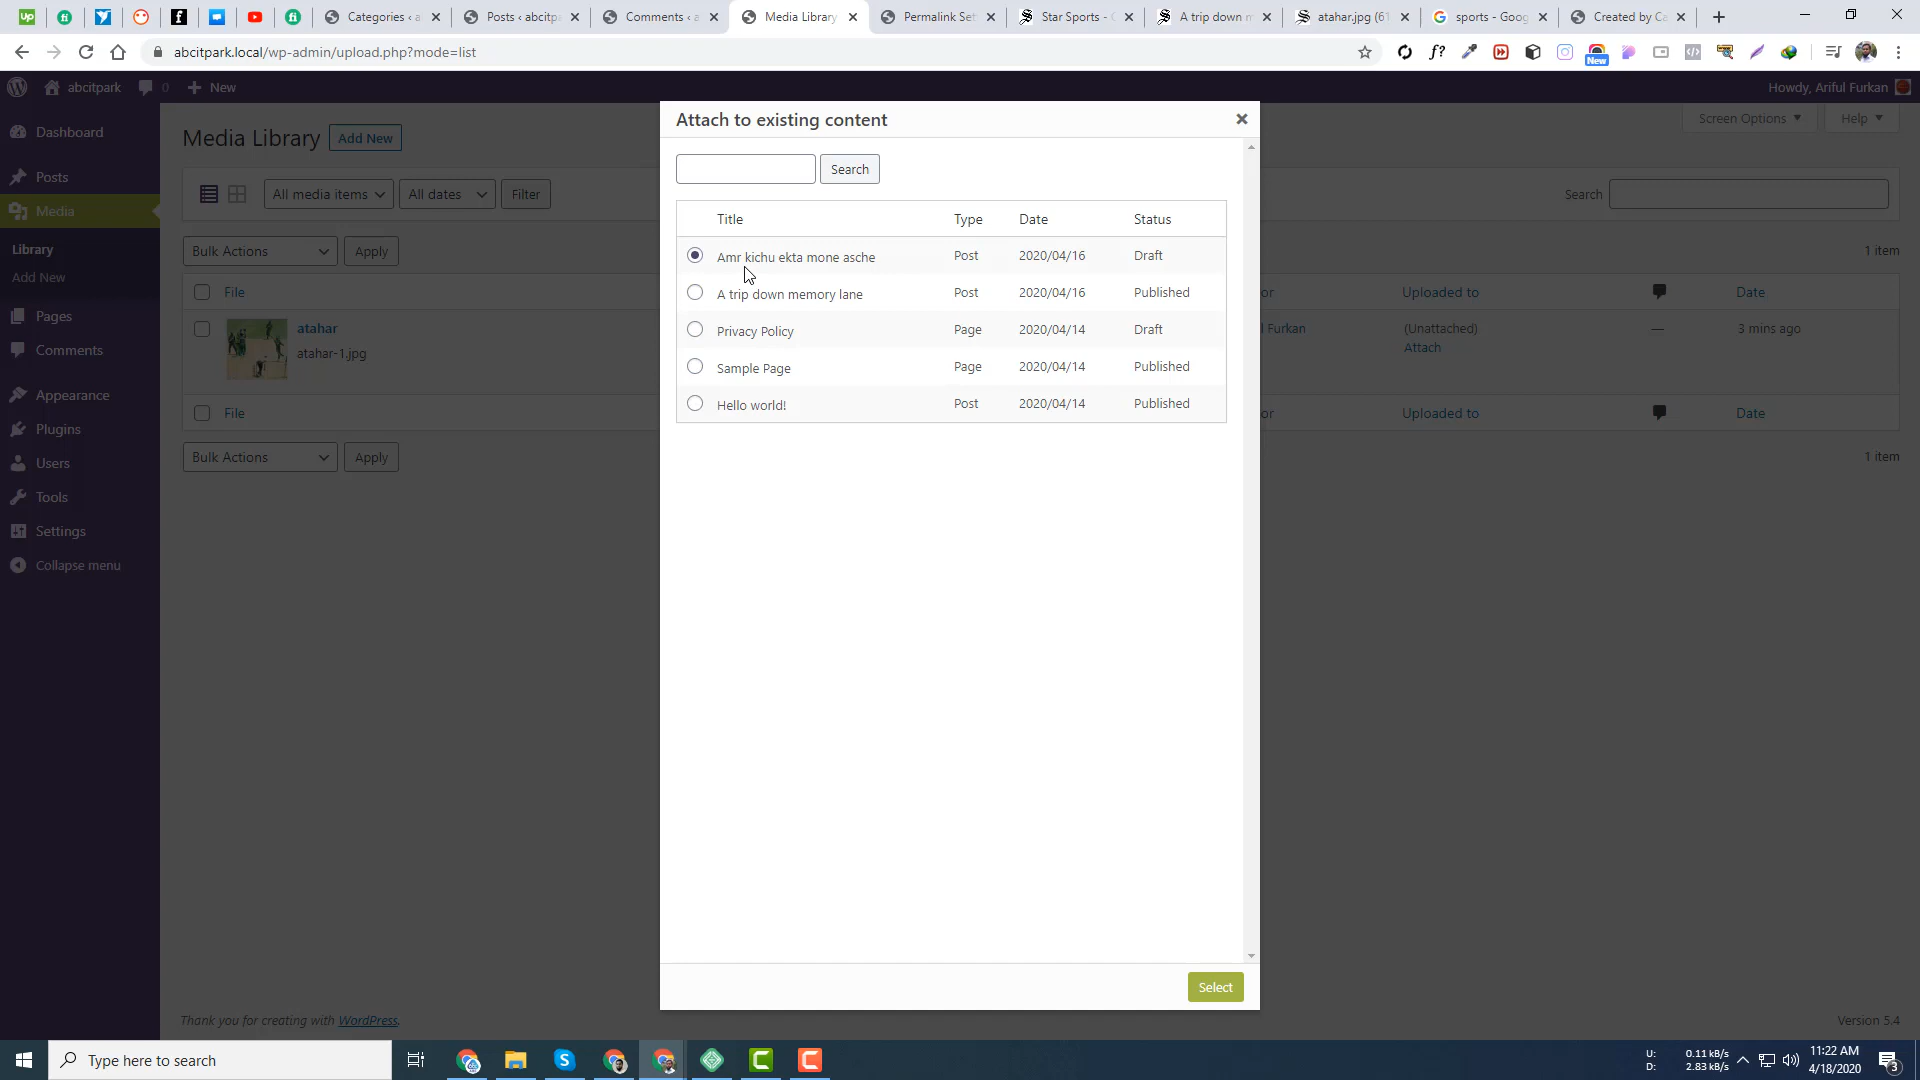 Categories ‹ a
Posts ‹ abcitp
Comments ‹ a
Media Library
Permalink Set
Star Sports - 
A trip down m
atahar.jpg (61
sports - Goog
Created by Ca
abcitpark.local/wp-admin/upload.php?mode=list
New
abcitpark
0
New
Howdy, Ariful Furkan
Dashboard
Posts
Media
Library
Add New
Pages
Comments
Appearance
Plugins
Users
Tools
Settings
Collapse menu
Media Library
Add New
Screen Options
Help
All media items
All dates
Filter
Search
Bulk Actions
Apply
1 item
File
or
Uploaded to
Date
atahar
atahar-1.jpg
l Furkan
(Unattached)
Attach
—
3 mins ago
File
or
Uploaded to
Date
Bulk Actions
Apply
1 item
Attach to existing content
Search
Title Type Date Status
Amr kichu ekta mone asche Post 2020/04/16 Draft
A trip down memory lane Post 2020/04/16 Published
Privacy Policy Page 2020/04/14 Draft
Sample Page Page 2020/04/14 Published
Hello world! Post 2020/04/14 Published
Select
Thank you for creating with WordPress.
Version 5.4
Type here to search
U: 0.11 kB/s
D: 2.83 kB/s
11:22 AM
4/18/2020
3